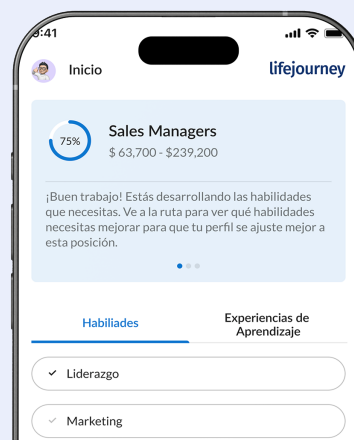 9:41
Inicio
lifejourney
75%
Sales Managers
$ 63,700 - $239,200
¡Buen trabajo! Estás desarrollando las habilidades
que necesitas. Ve a la ruta para ver qué habilidades
necesitas mejorar para que tu perfil se ajuste mejor a
esta posición.
Habiliades
Experiencias de
Aprendizaje
Liderazgo
Marketing